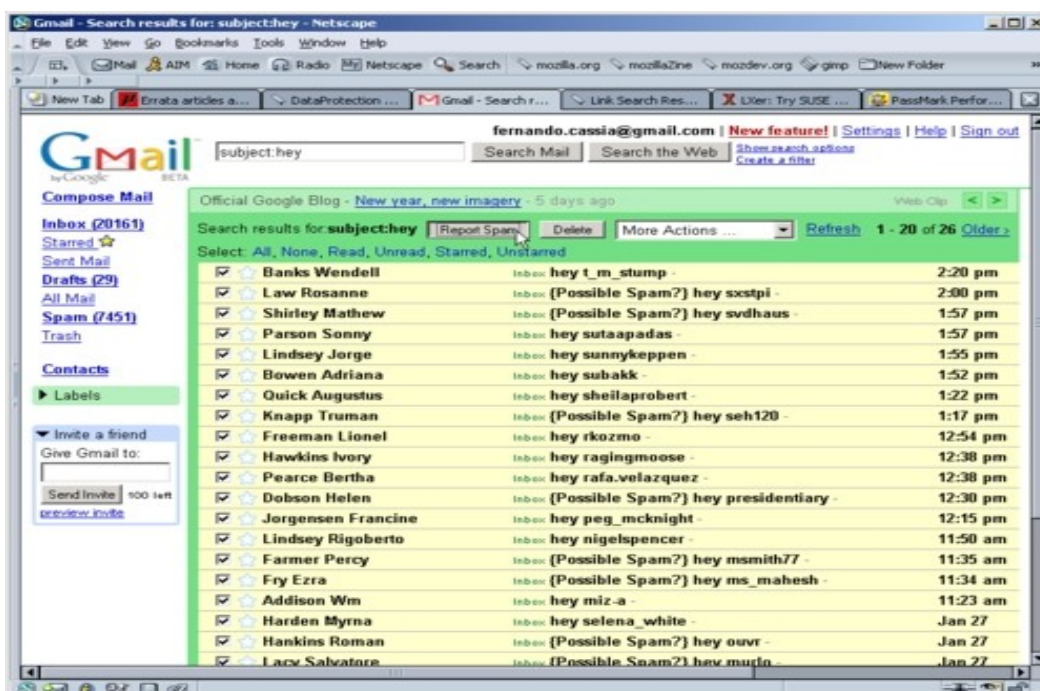 Gmail - Search results for: subject:hey - Netscape
File Edit View Go Bookmarks Tools Window Help
Mail AIM Home Radio My Netscape Search mozilla.org mozillaZine mozdev.org gimp New Folder
New Tab Errata articles a... DataProtection ... Gmail - Search r... Link Search Res... LXer: Try SUSE ... PassMark Perfor...
fernando.cassia@gmail.com | New feature! | Settings | Help | Sign out
Gmail by Google BETA
subject:hey Search Mail Search the Web Show search options
Create a filter
Compose Mail
Inbox (20161)
Starred
Sent Mail
Drafts (29)
All Mail
Spam (7451)
Trash
Contacts
Labels
Invite a friend
Give Gmail to:
Send Invite 100 left
preview invite
Official Google Blog - New year, new imagery - 5 days ago Web Clip < >
Search results for: subject:hey Report Spam Delete More Actions ... Refresh 1 - 20 of 26 Older ›
Select: All, None, Read, Unread, Starred, Unstarred
Banks Wendell Inbox hey t_m_stump - 2:20 pm
Law Rosanne Inbox {Possible Spam?} hey sxstpi - 2:00 pm
Shirley Mathew Inbox {Possible Spam?} hey svdhaus - 1:57 pm
Parson Sonny Inbox hey sutaapadas - 1:57 pm
Lindsey Jorge Inbox hey sunnykeppen - 1:55 pm
Bowen Adriana Inbox hey subakk - 1:52 pm
Quick Augustus Inbox hey sheilaprobert - 1:22 pm
Knapp Truman Inbox {Possible Spam?} hey seh120 - 1:17 pm
Freeman Lionel Inbox hey rkozmo - 12:54 pm
Hawkins Ivory Inbox hey ragingmoose - 12:38 pm
Pearce Bertha Inbox hey rafa.velazquez - 12:38 pm
Dobson Helen Inbox {Possible Spam?} hey presidentiary - 12:30 pm
Jorgensen Francine Inbox hey peg_mcknight - 12:15 pm
Lindsey Rigoberto Inbox hey nigelspencer - 11:50 am
Farmer Percy Inbox {Possible Spam?} hey msmith77 - 11:35 am
Fry Ezra Inbox {Possible Spam?} hey ms_mahesh - 11:34 am
Addison Wm Inbox hey miz-a - 11:23 am
Harden Myrna Inbox hey selena_white - Jan 27
Hankins Roman Inbox {Possible Spam?} hey ouvr - Jan 27
Lacy Salvatore Inbox {Possible Spam?} hey murlo - Jan 27